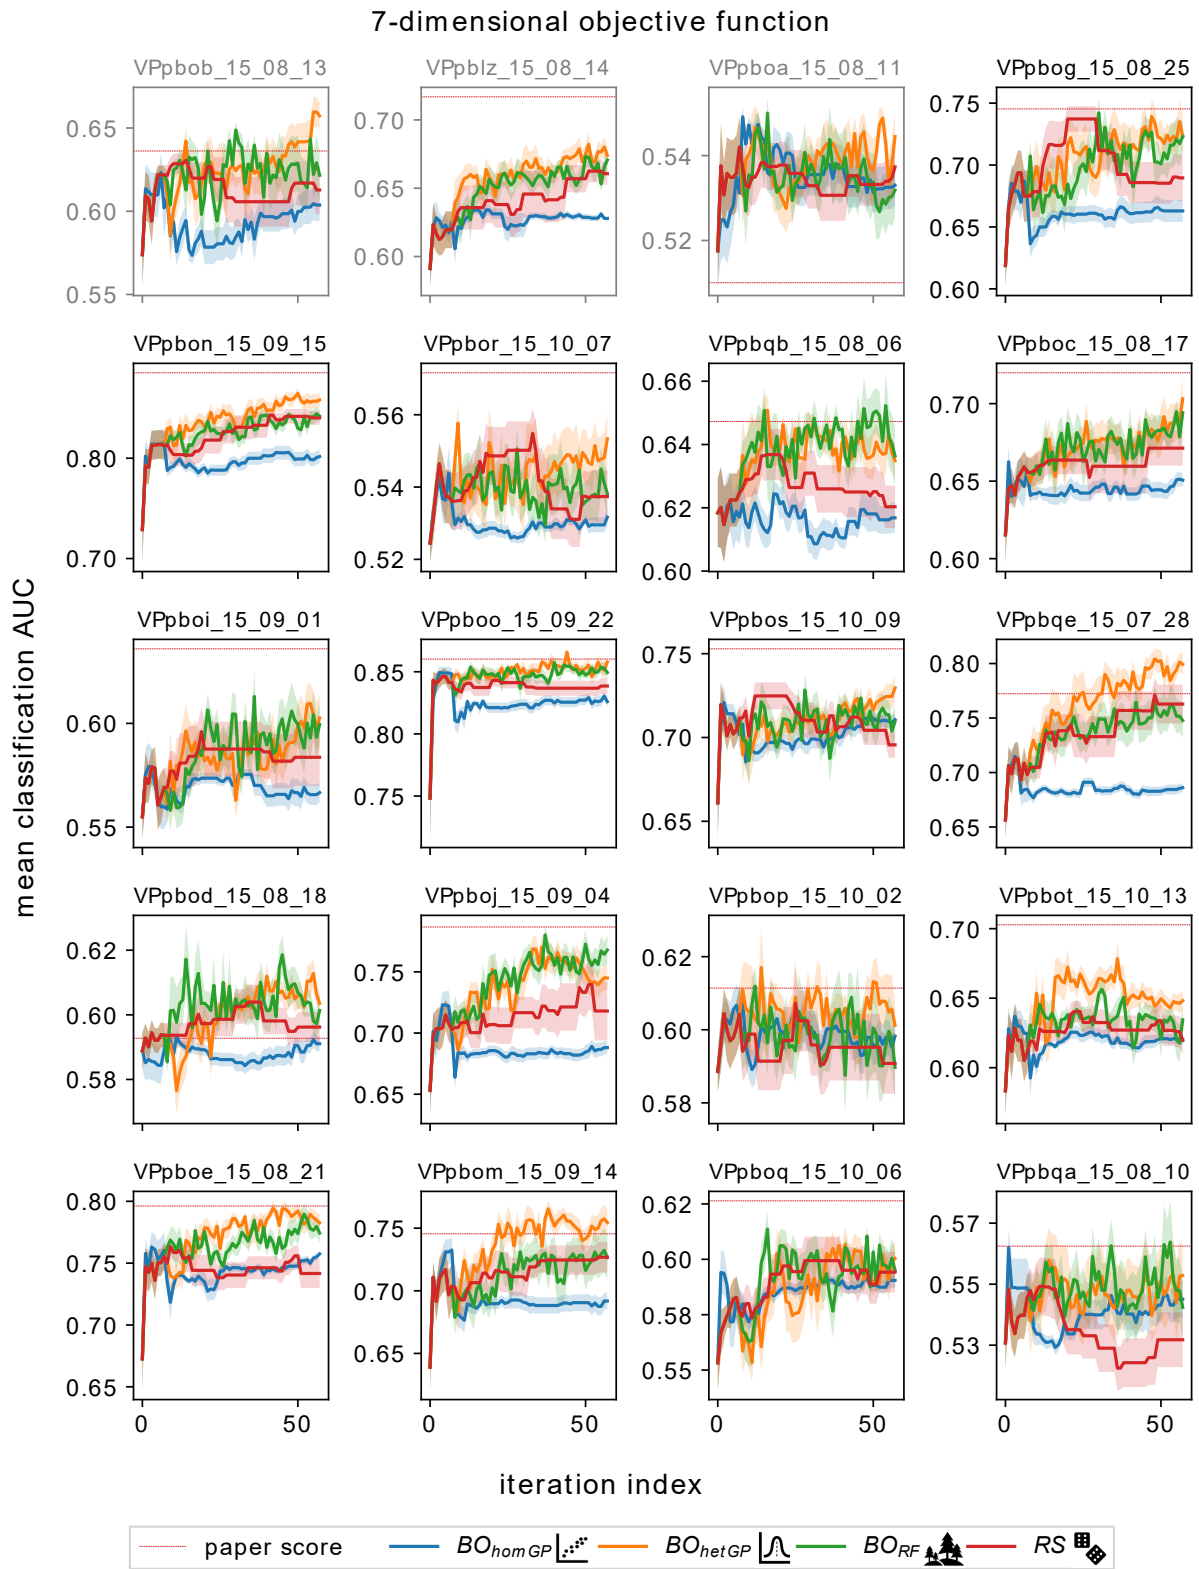 7-dimensional objective function
VPpbob_15_08_13 VPpblz_15_08_14 VPpboa_15_08_11 VPpbog_15_08_25
0.65 0.60 0.55
0.70 0.65 0.60
0.54 0.52
0.75 0.70 0.65 0.60
VPpbon_15_09_15 VPpbor_15_10_07 VPpbqb_15_08_06 VPpboc_15_08_17
0.80 0.70
0.56 0.54 0.52
0.66 0.64 0.62 0.60
0.70 0.65 0.60
VPpboi_15_09_01 VPpboo_15_09_22 VPpbos_15_10_09 VPpbqe_15_07_28
0.60 0.55
0.85 0.80 0.75
0.75 0.70 0.65
0.80 0.75 0.70 0.65
VPpbod_15_08_18 VPpboj_15_09_04 VPpbop_15_10_02 VPpbot_15_10_13
0.62 0.60 0.58
0.75 0.70 0.65
0.62 0.60 0.58
0.70 0.65 0.60
VPpboe_15_08_21 VPpbom_15_09_14 VPpboq_15_10_06 VPpbqa_15_08_10
0.80 0.75 0.70 0.65
0.75 0.70 0.65
0.62 0.60 0.58 0.55
0.57 0.55 0.53
0 50 0 50 0 50 0 50
mean classification AUC
iteration index
paper score BO_homGP BO_hetGP BO_RF RS